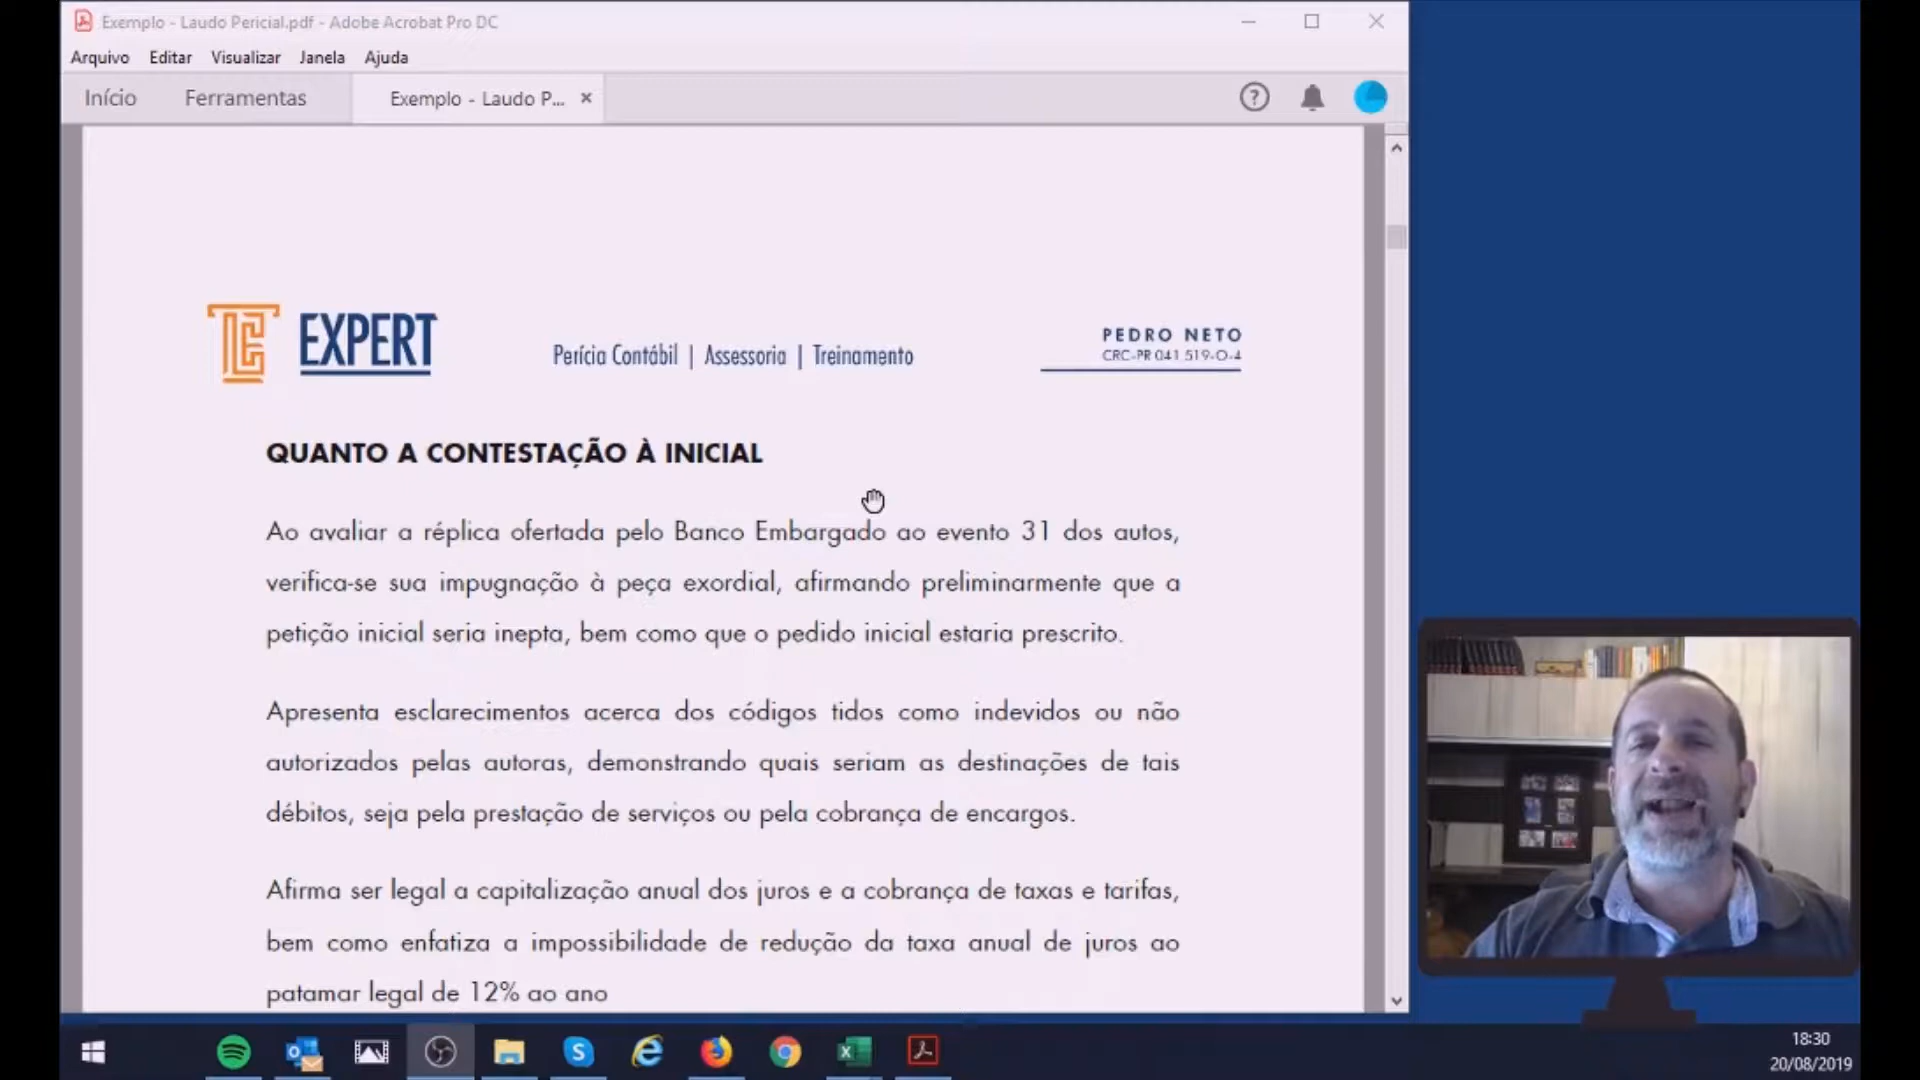 Exemplo - Laudo Pericial.pdf - Adobe Acrobat Pro DC
Arquivo Editar Visualizar Janela Ajuda
Início Ferramentas Exemplo - Laudo P... ×
TE EXPERT
Perícia Contábil | Assessoria | Treinamento
PEDRO NETO
CRC-PR 041 519-O-4
QUANTO A CONTESTAÇÃO À INICIAL
Ao avaliar a réplica ofertada pelo Banco Embargado ao evento 31 dos autos,
verifica-se sua impugnação à peça exordial, afirmando preliminarmente que a
petição inicial seria inepta, bem como que o pedido inicial estaria prescrito.
Apresenta esclarecimentos acerca dos códigos tidos como indevidos ou não
autorizados pelas autoras, demonstrando quais seriam as destinações de tais
débitos, seja pela prestação de serviços ou pela cobrança de encargos.
Afirma ser legal a capitalização anual dos juros e a cobrança de taxas e tarifas,
bem como enfatiza a impossibilidade de redução da taxa anual de juros ao
patamar legal de 12% ao ano
18:30
20/08/2019